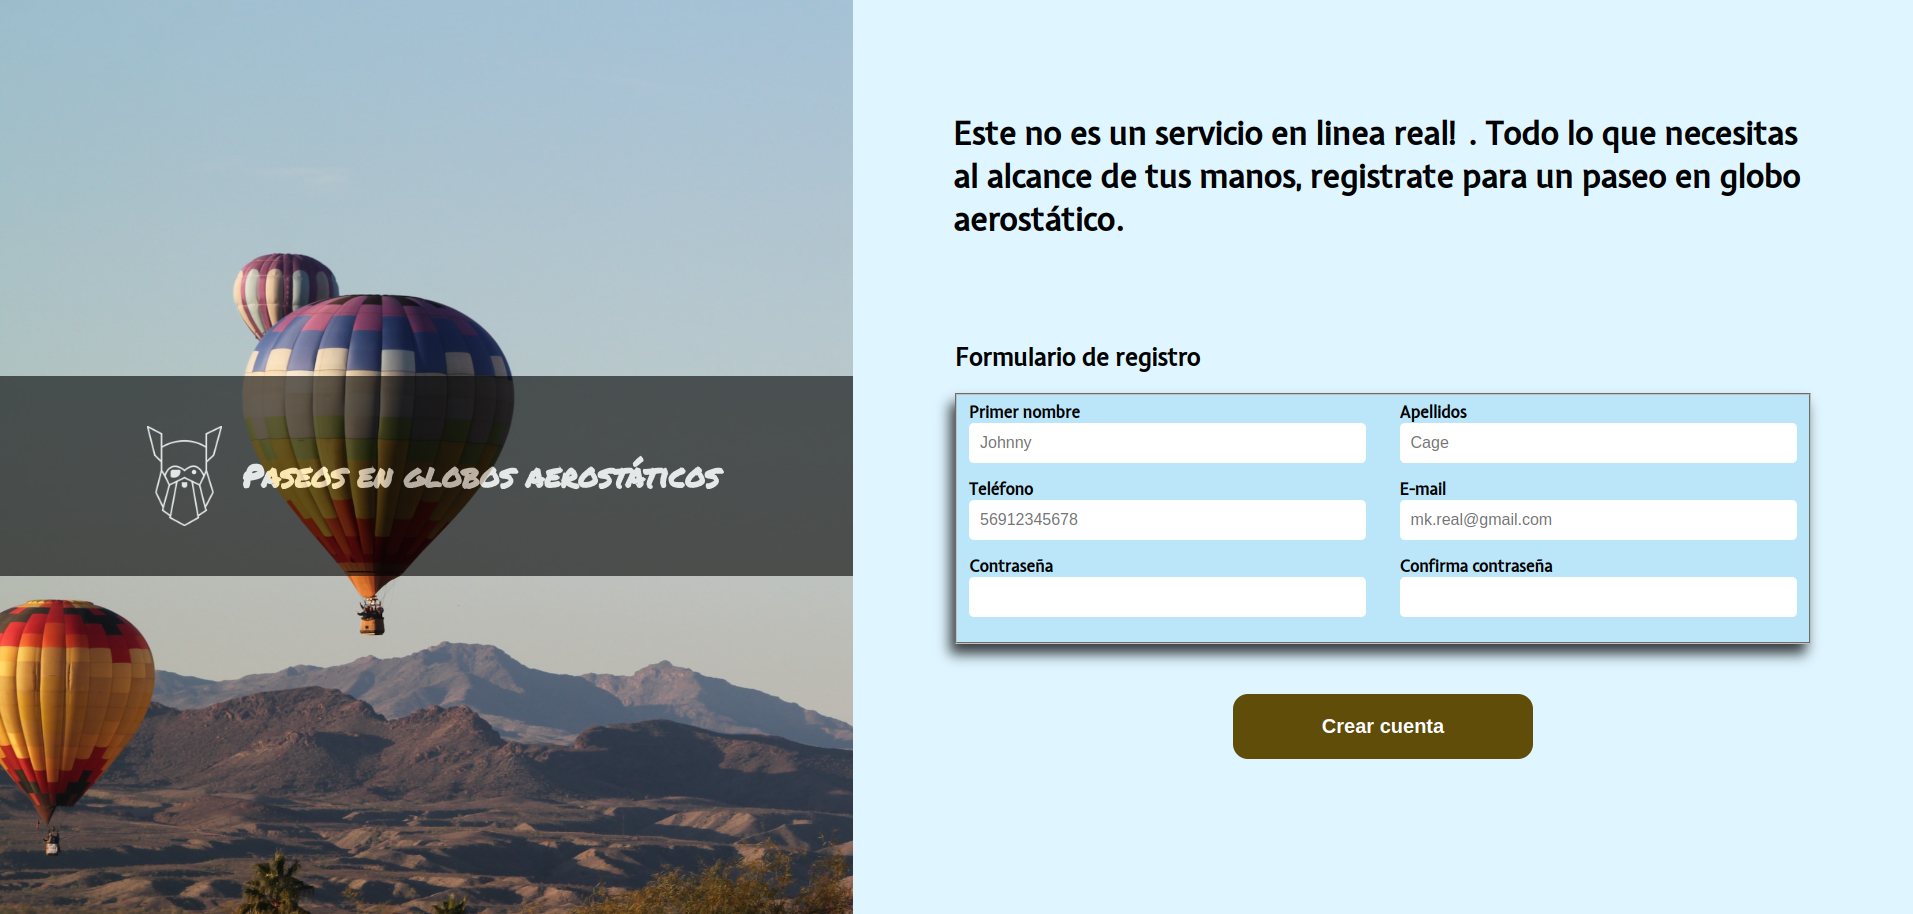 Paseos en globos aerostáticos
Este no es un servicio en linea real!  . Todo lo que necesitas
al alcance de tus manos, registrate para un paseo en globo
aerostático.
Formulario de registro
Primer nombre
Apellidos
Johnny
Cage
Teléfono
E-mail
56912345678
mk.real@gmail.com
Contraseña
Confirma contraseña
Crear cuenta